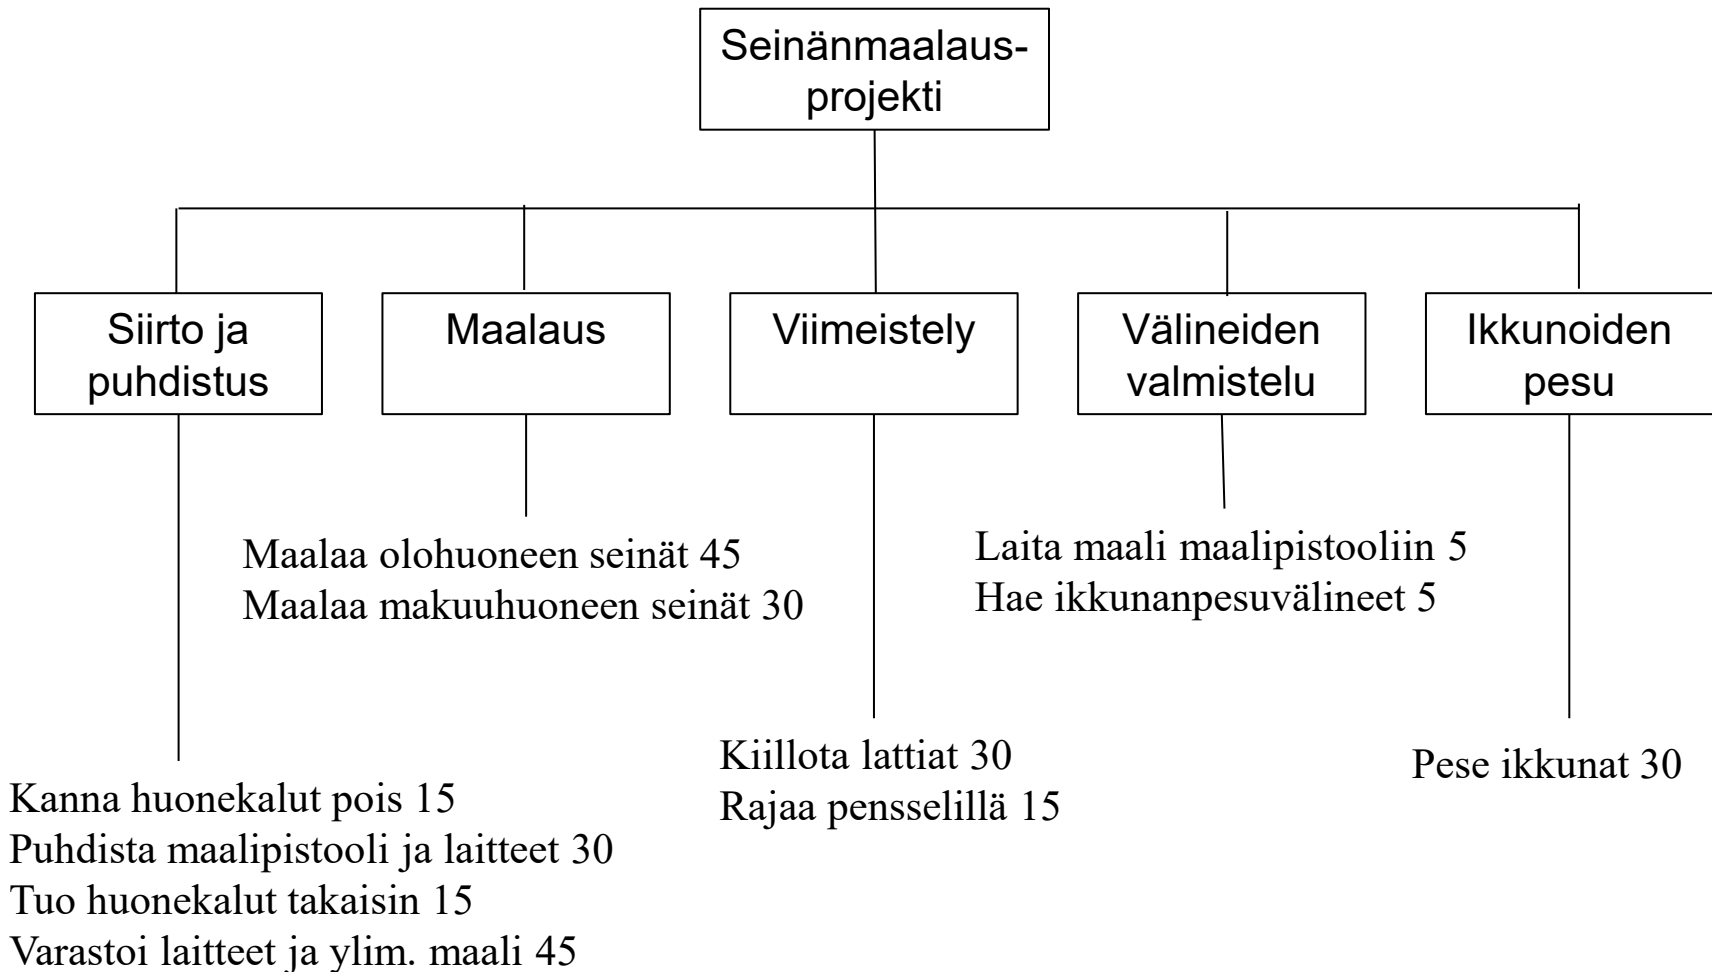 Seinänmaalaus-
projekti
Siirto ja
puhdistus
Maalaus
Viimeistely
Välineiden
valmistelu
Ikkunoiden
pesu
Maalaa olohuoneen seinät 45
Maalaa makuuhuoneen seinät 30
Laita maali maalipistooliin 5
Hae ikkunanpesuvälineet 5
Kanna huonekalut pois 15
Puhdista maalipistooli ja laitteet 30
Tuo huonekalut takaisin 15
Varastoi laitteet ja ylim. maali 45
Kiillota lattiat 30
Rajaa pensselillä 15
Pese ikkunat 30